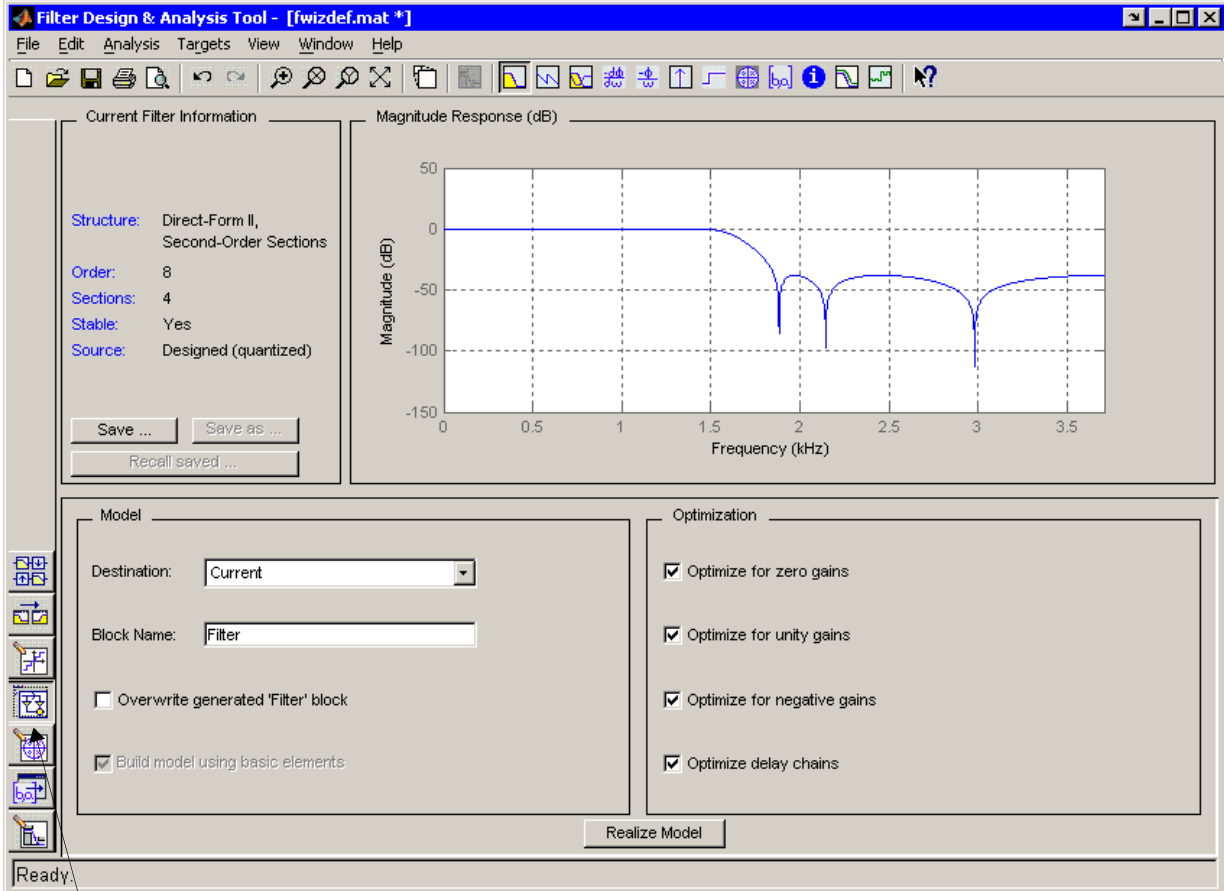 Filter Design & Analysis Tool - [fwizdef.mat *]
File Edit Analysis Targets View Window Help
Current Filter Information
Structure: Direct-Form II,
Second-Order Sections
Order: 8
Sections: 4
Stable: Yes
Source: Designed (quantized)
Save ... Save as ...
Recall saved ...
Magnitude Response (dB)
Magnitude (dB)
50
0
-50
-100
-150
0 0.5 1 1.5 2 2.5 3 3.5
Frequency (kHz)
Model
Destination: Current
Block Name: Filter
Overwrite generated 'Filter' block
Build model using basic elements
Optimization
Optimize for zero gains
Optimize for unity gains
Optimize for negative gains
Optimize delay chains
Realize Model
Ready.